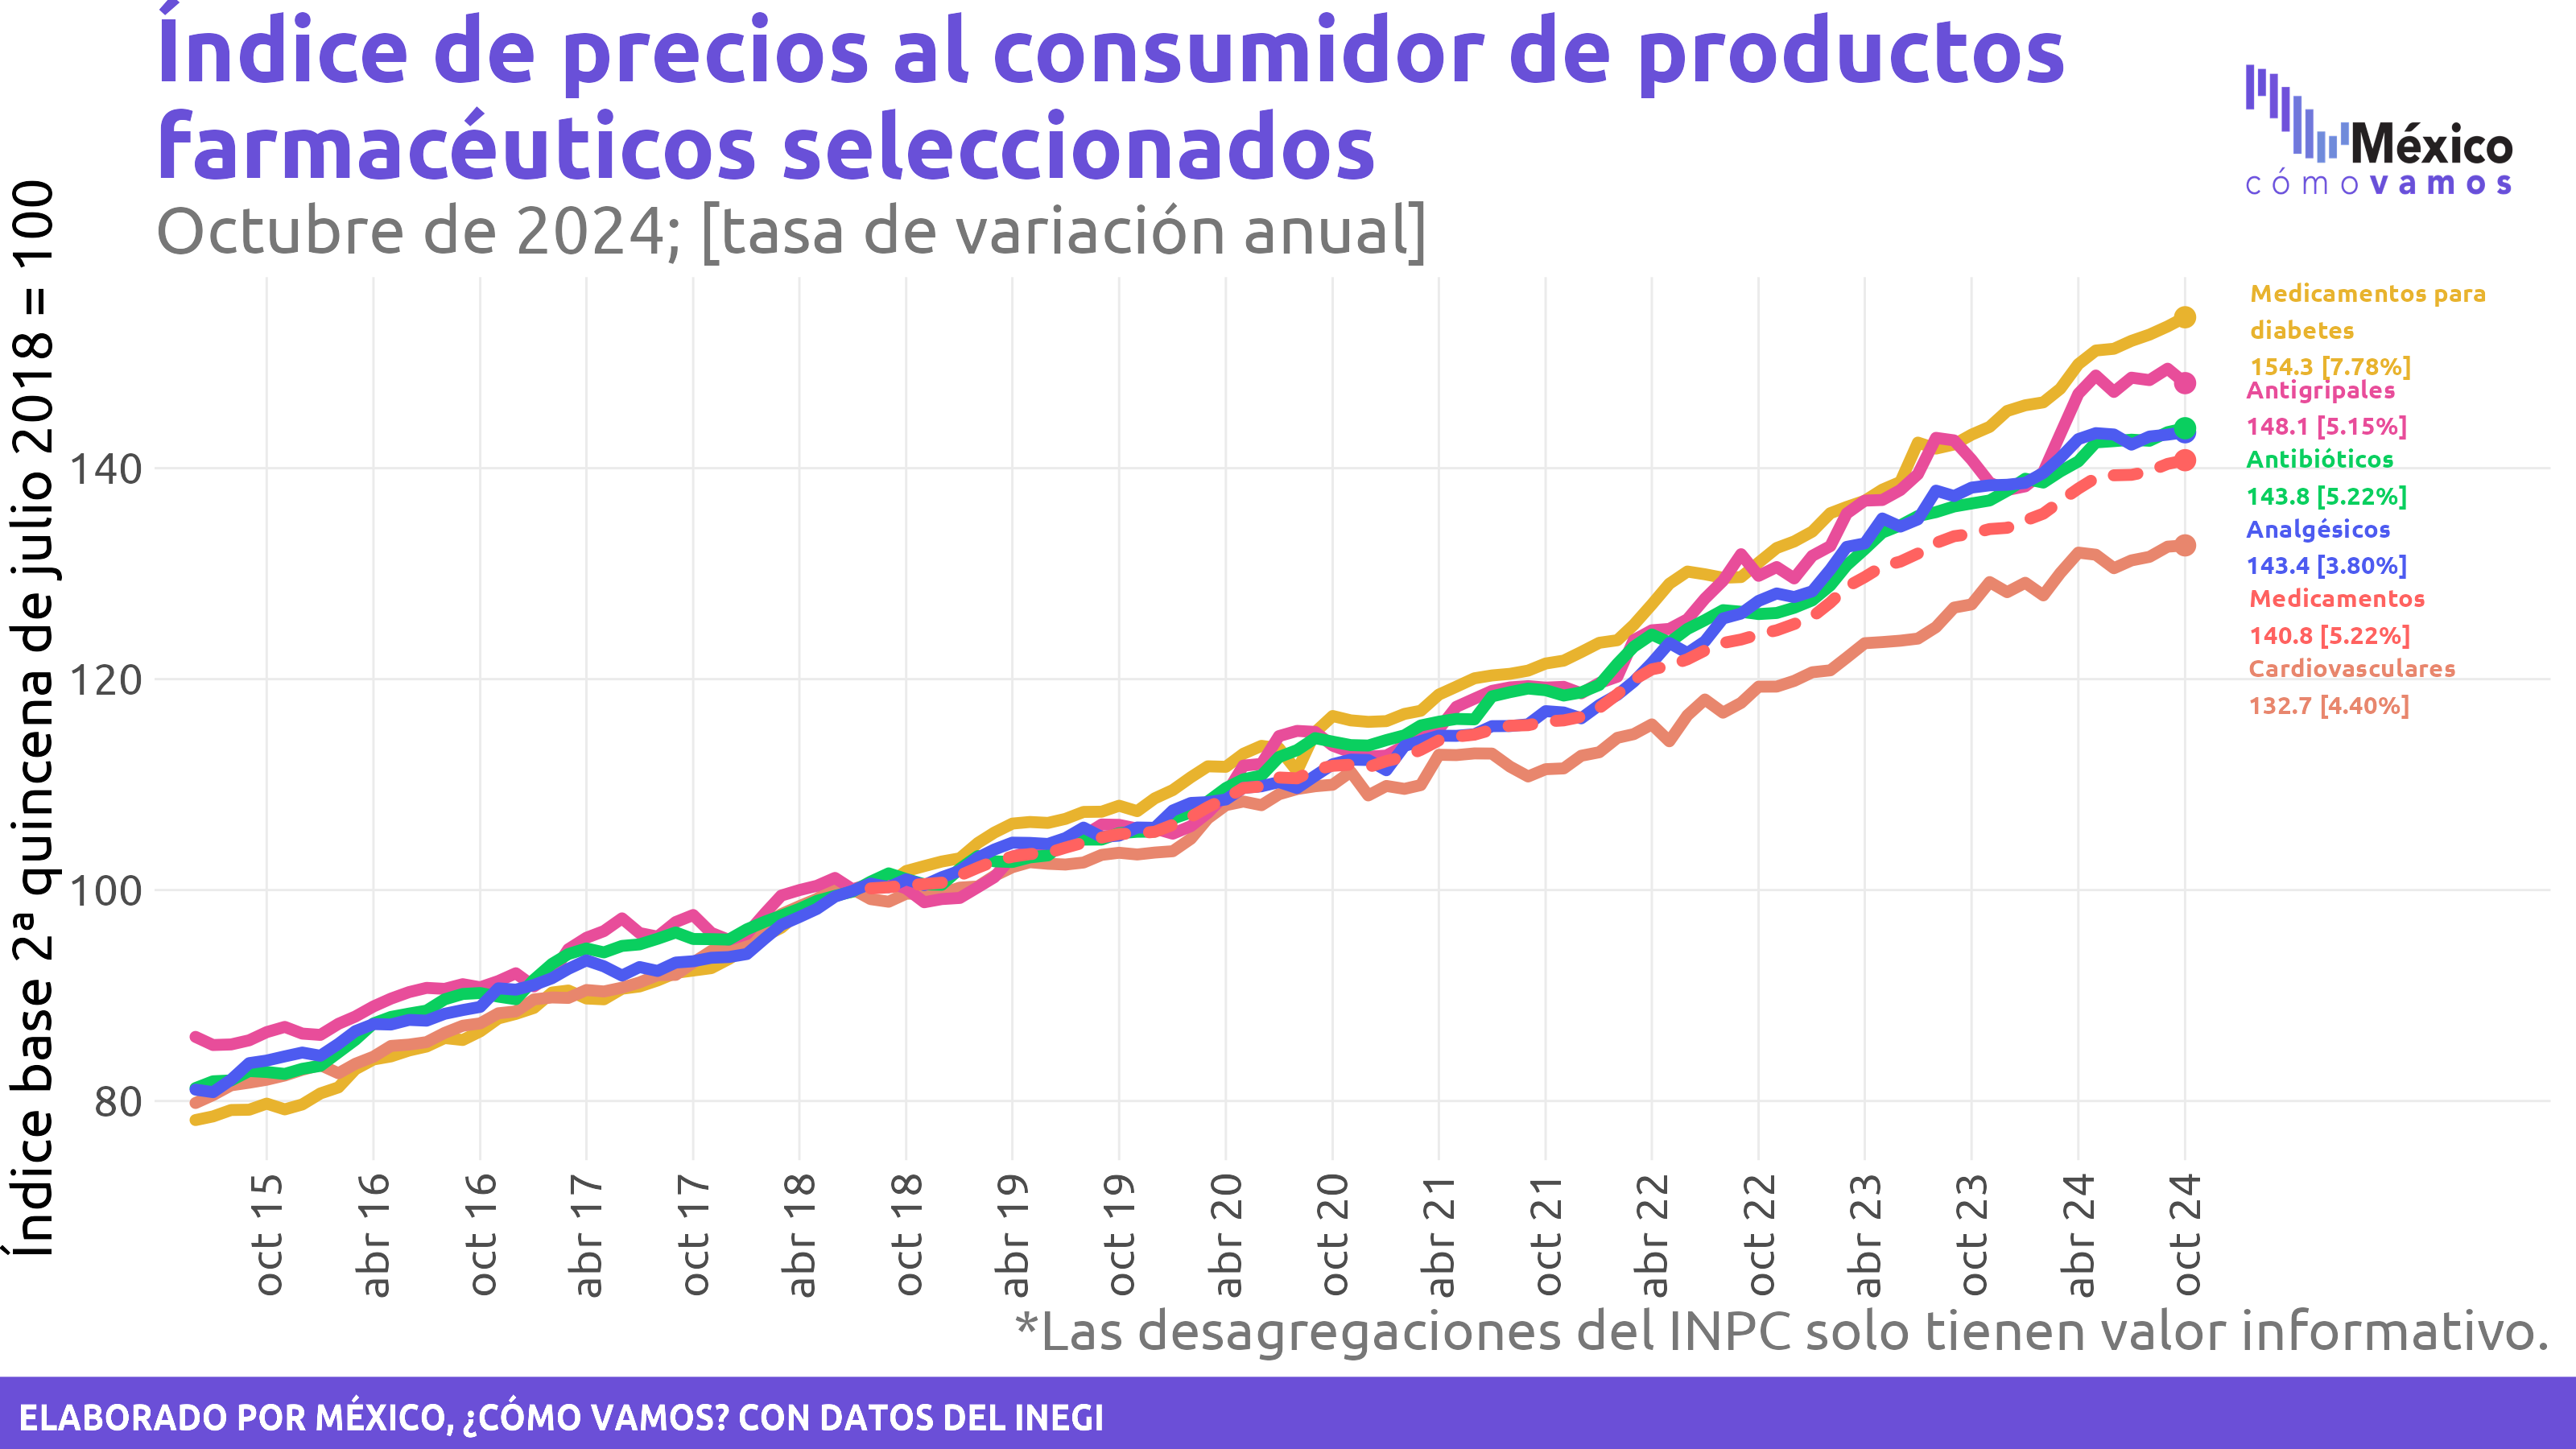 Índice de precios al consumidor de productos
farmacéuticos seleccionados
Octubre de 2024; [tasa de variación anual]
México
cómo vamos
Índice base 2ª quincena de julio 2018 = 100
140
120
100
80
Medicamentos para
diabetes
154.3 [7.78%]
Antigripales
148.1 [5.15%]
Antibióticos
143.8 [5.22%]
Analgésicos
143.4 [3.80%]
Medicamentos
140.8 [5.22%]
Cardiovasculares
132.7 [4.40%]
oct 15
abr 16
oct 16
abr 17
oct 17
abr 18
oct 18
abr 19
oct 19
abr 20
oct 20
abr 21
oct 21
abr 22
oct 22
abr 23
oct 23
abr 24
oct 24
*Las desagregaciones del INPC solo tienen valor informativo.
ELABORADO POR MÉXICO, ¿CÓMO VAMOS? CON DATOS DEL INEGI